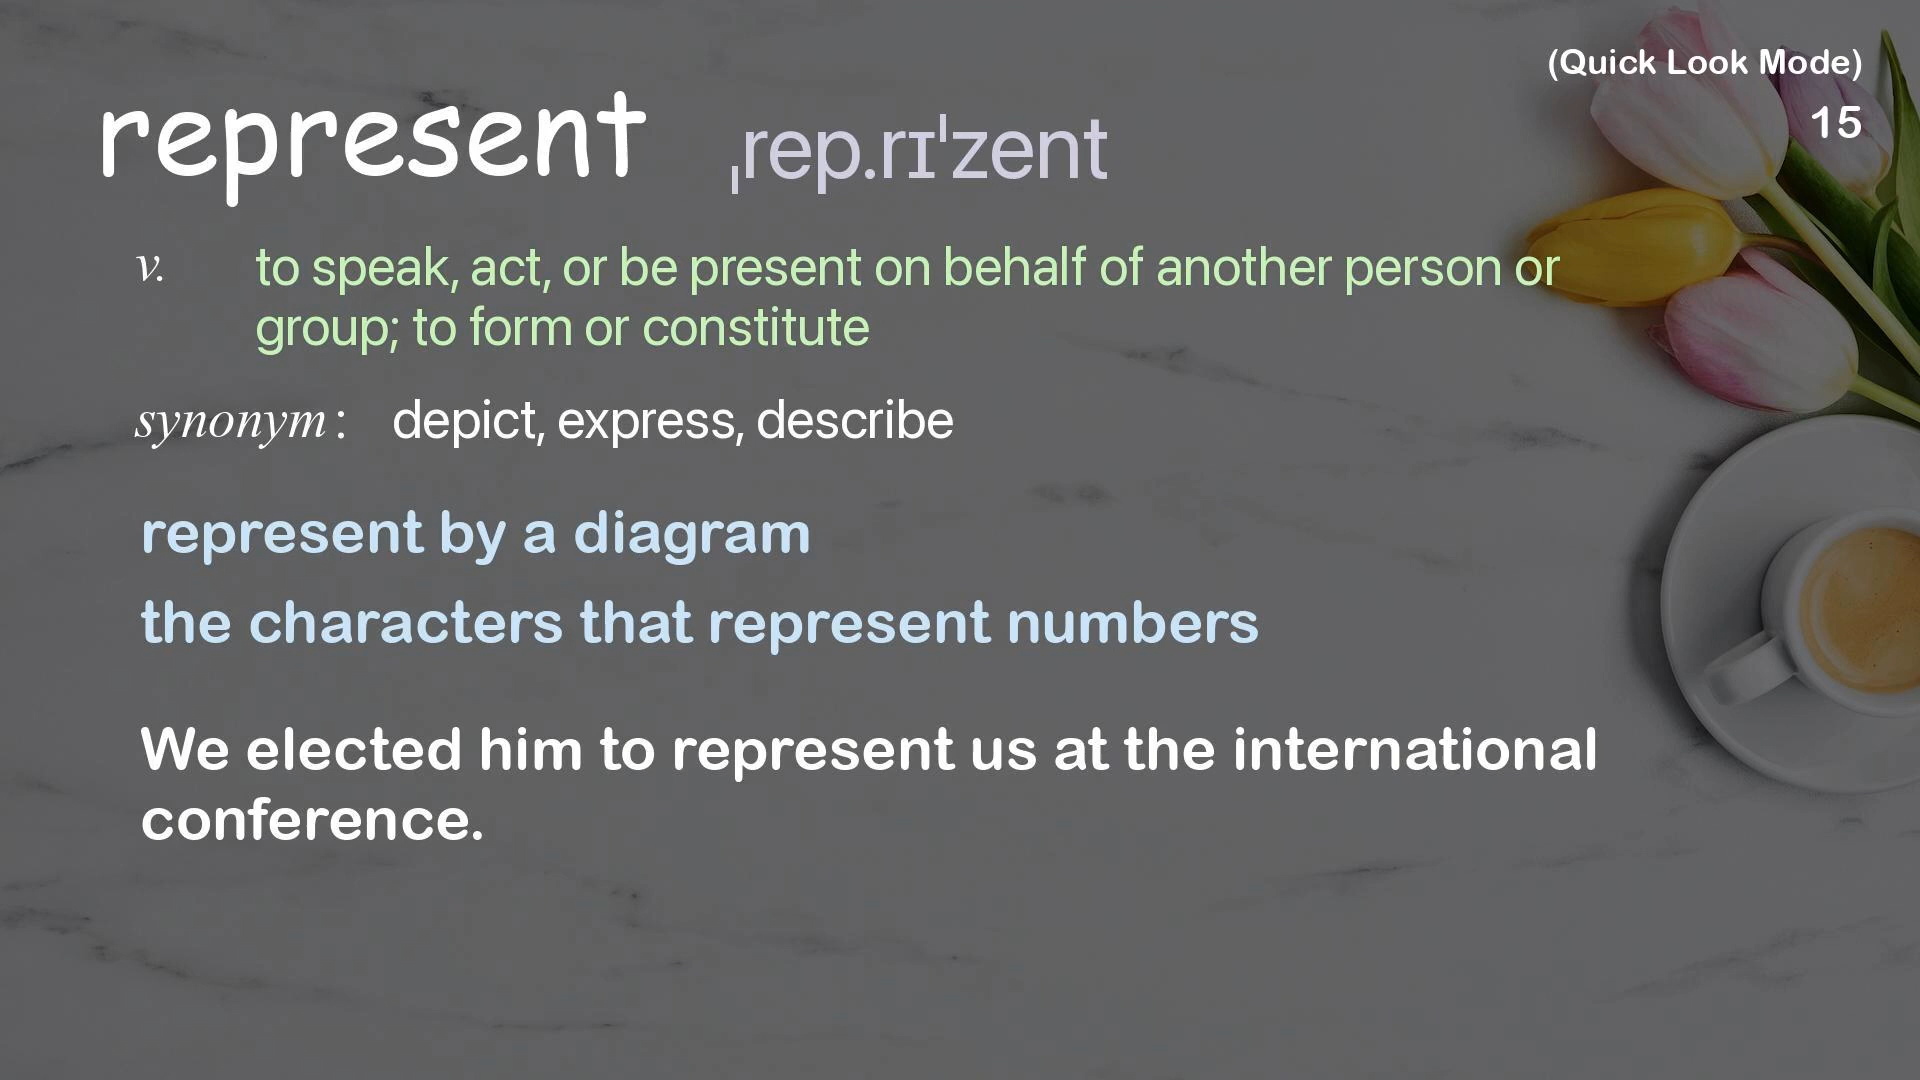 (Quick Look Mode)
15
represent ˌrep.rɪˈzent
v. to speak, act, or be present on behalf of another person or
group; to form or constitute
synonym: depict, express, describe
represent by a diagram
the characters that represent numbers
We elected him to represent us at the international
conference.